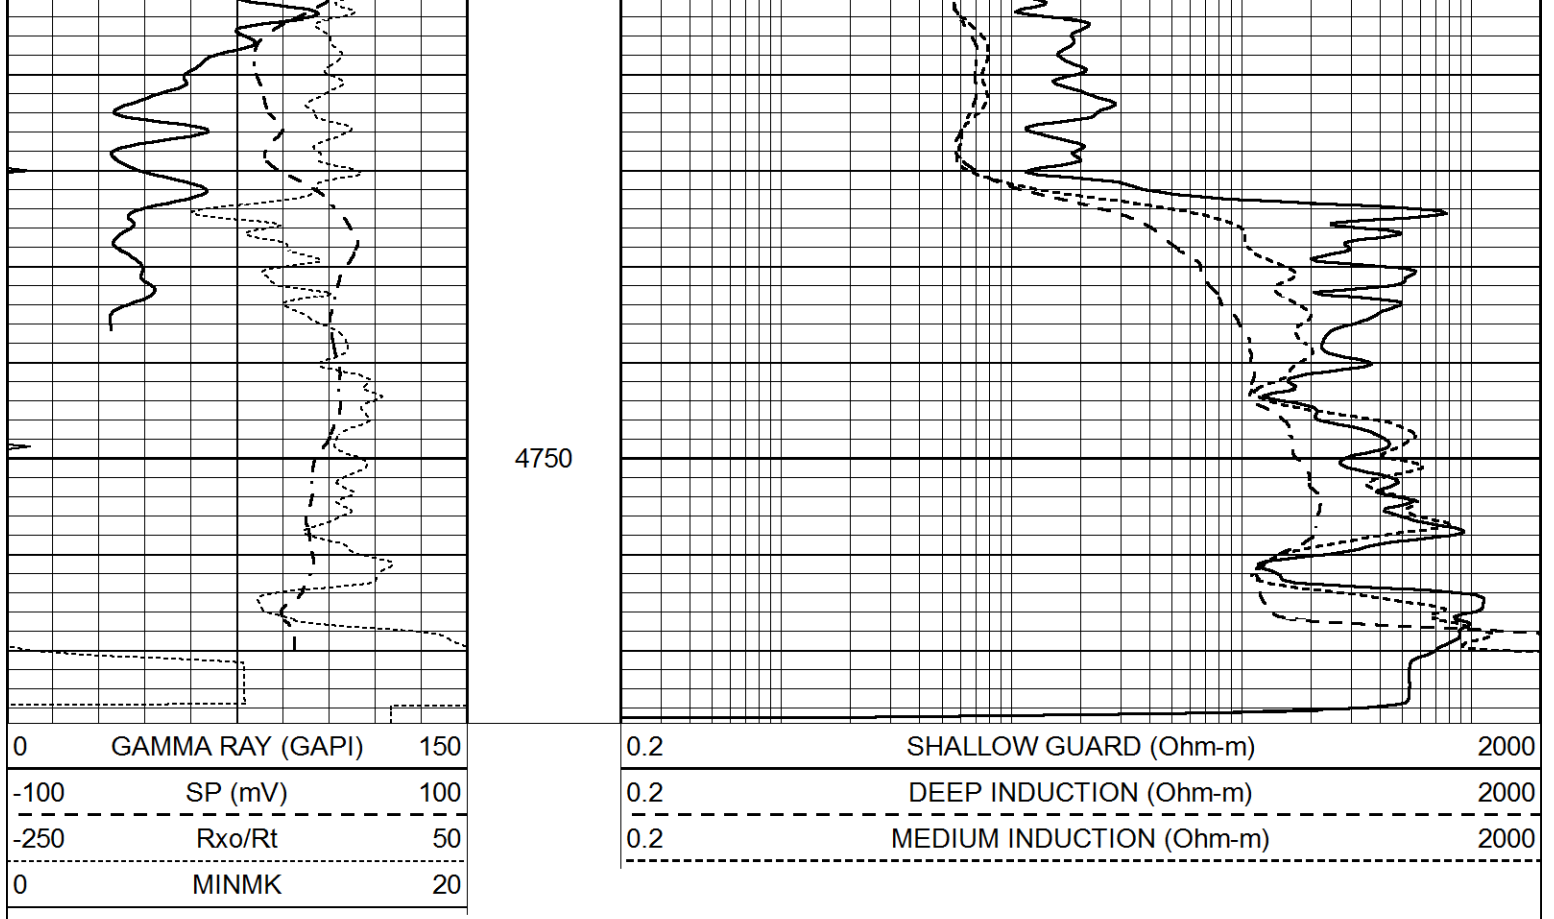 4750
0 GAMMA RAY (GAPI) 150
0.2 SHALLOW GUARD (Ohm-m) 2000
-100 SP (mV) 100
0.2 DEEP INDUCTION (Ohm-m) 2000
-250 Rxo/Rt 50
0.2 MEDIUM INDUCTION (Ohm-m) 2000
0 MINMK 20